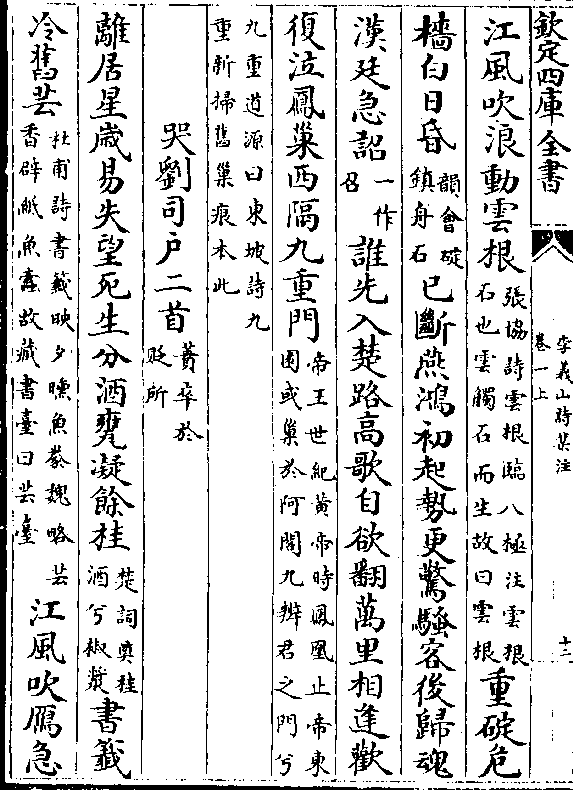 欽定四庫全書
李義山詩集注
卷一上
十二
江風吹浪動雲根張協詩雲根臨八極注雲根
石也雲觸石而生故曰雲根重碇危
檣白日昏韻會碇
鎮舟石已斷燕鴻初起勢更驚騷客後歸魂
漢廷急詔一作
召誰先入楚路高歌自欲翻萬里相逢歡
復泣鳳巢西隔九重門帝王世紀黄帝時鳳凰止帝東
園或巢於阿閣九辨君之門兮
九重道源曰東坡詩九
重新掃舊巢痕本此
哭劉司户二首蕡卒於
貶所
離居星歲易失望死生分酒甕凝餘桂楚詞奠桂
酒兮椒漿書籤
冷舊芸杜甫詩書籤映夕曛魚豢魏略芸
香辟紙魚蠹故藏書臺曰芸臺江風吹鴈急